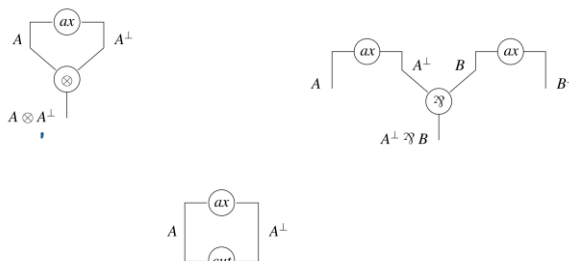 ax
A A⊥
⊗
A ⊗ A⊥
ax ax
A A⊥ B
⅋
A⊥ ⅋ B
ax
A A⊥